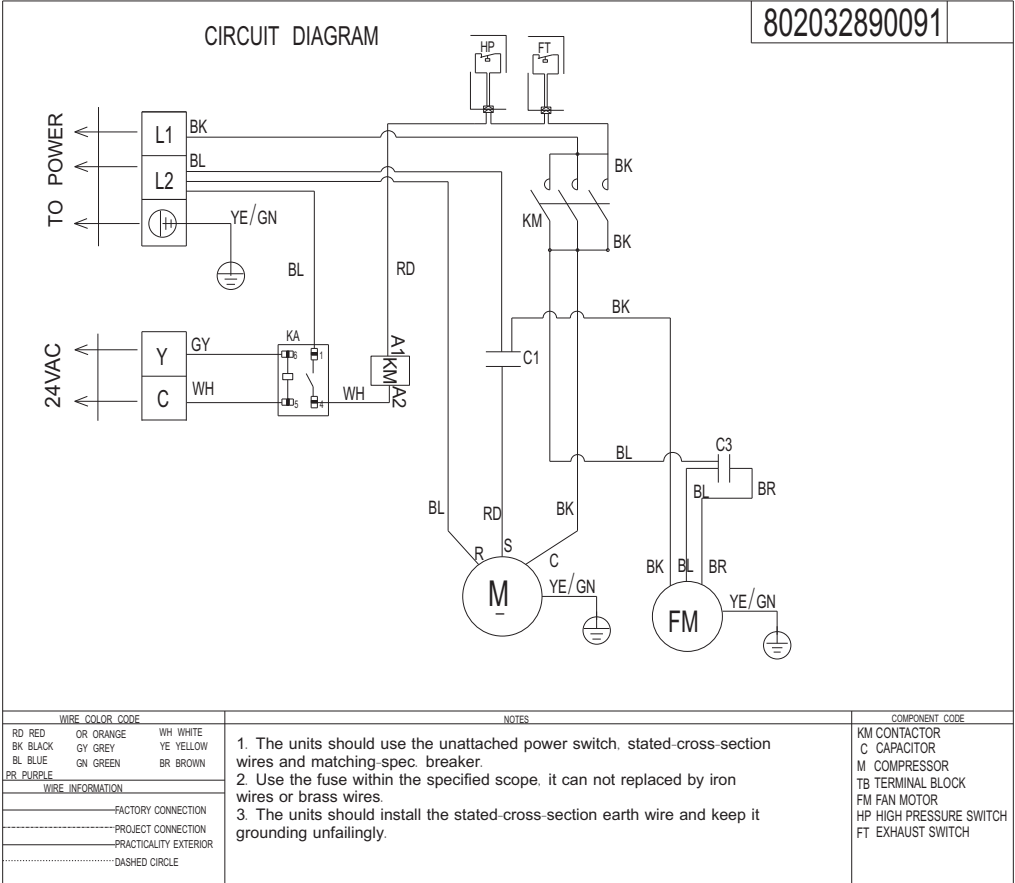 CIRCUIT DIAGRAM
802032890091
HP
FT
TO POWER
L1
BK
BL
L2
YE/GN
BL
RD
BK
KM
BK
BK
24VAC
Y
GY
C
WH
KA
6
1
5
4
WH
A1
KM
A2
C1
BL
C3
BL
BR
BL
RD
BK
R
S
C
M
YE/GN
BK
BL
BR
FM
YE/GN
WIRE COLOR CODE
RD RED OR ORANGE WH WHITE
BK BLACK GY GREY YE YELLOW
BL BLUE GN GREEN BR BROWN
PR PURPLE
WIRE INFORMATION
FACTORY CONNECTION
PROJECT CONNECTION
PRACTICALITY EXTERIOR
DASHED CIRCLE
NOTES
1. The units should use the unattached power switch, stated-cross-section
wires and matching-spec. breaker.
2. Use the fuse within the specified scope, it can not replaced by iron
wires or brass wires.
3. The units should install the stated-cross-section earth wire and keep it
grounding unfailingly.
COMPONENT CODE
KM CONTACTOR
C CAPACITOR
M COMPRESSOR
TB TERMINAL BLOCK
FM FAN MOTOR
HP HIGH PRESSURE SWITCH
FT EXHAUST SWITCH